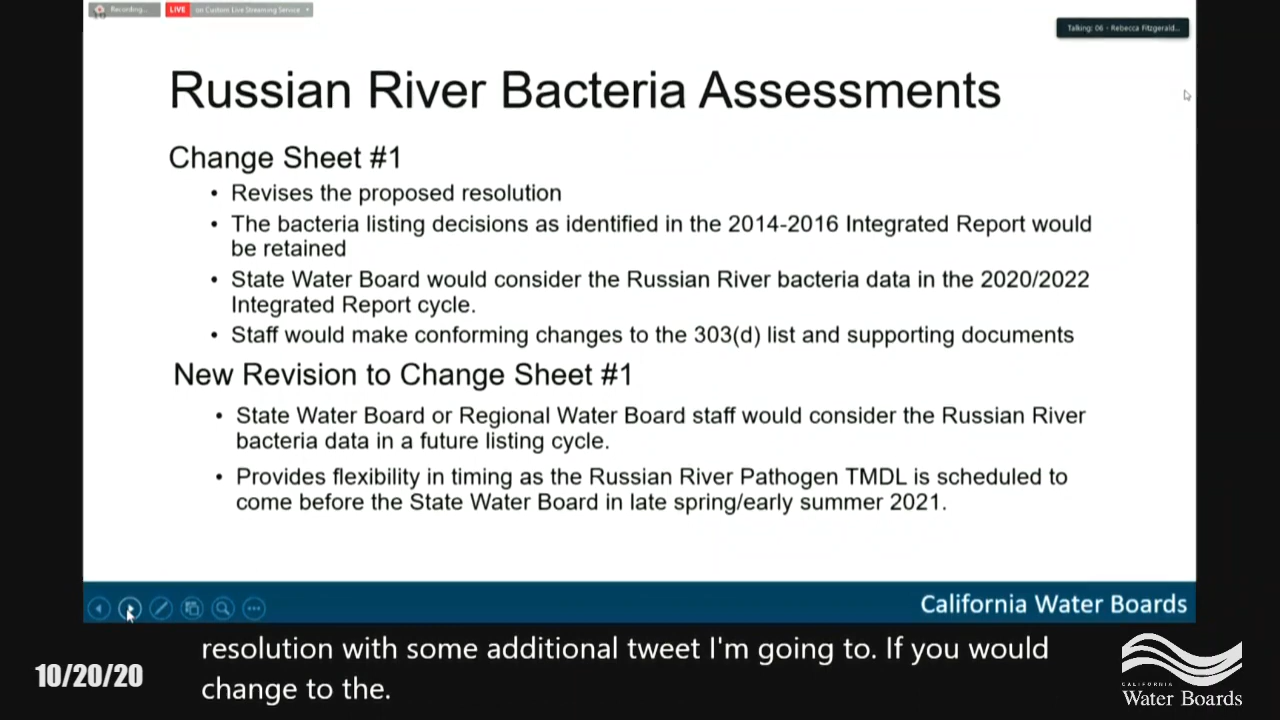 Recording...
LIVE on Custom Live Streaming Service
Talking: 06 - Rebecca Fitzgerald...
Russian River Bacteria Assessments
Change Sheet #1
• Revises the proposed resolution
• The bacteria listing decisions as identified in the 2014-2016 Integrated Report would
be retained
• State Water Board would consider the Russian River bacteria data in the 2020/2022
Integrated Report cycle.
• Staff would make conforming changes to the 303(d) list and supporting documents
New Revision to Change Sheet #1
• State Water Board or Regional Water Board staff would consider the Russian River
bacteria data in a future listing cycle.
• Provides flexibility in timing as the Russian River Pathogen TMDL is scheduled to
come before the State Water Board in late spring/early summer 2021.
California Water Boards
resolution with some additional tweet I'm going to. If you would
change to the.
10/20/20
CALIFORNIA
Water Boards